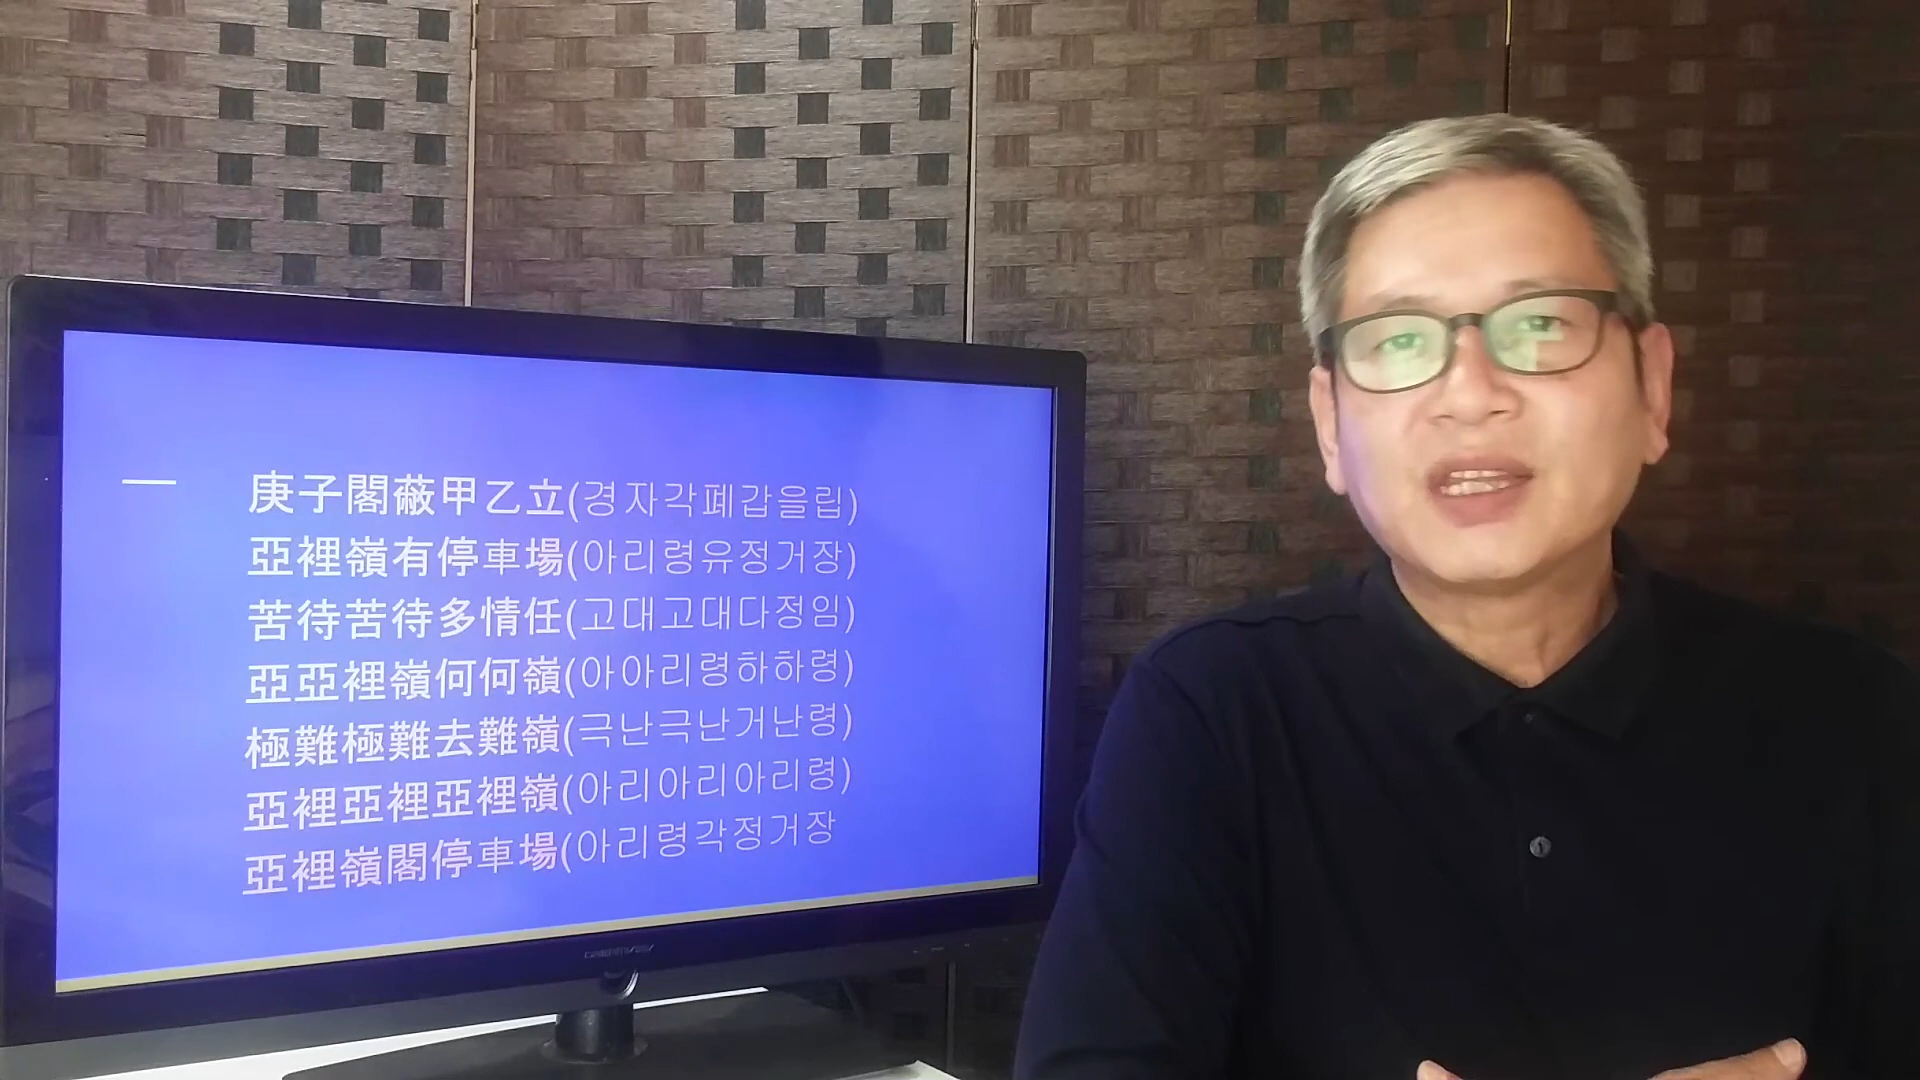 一 庚子閣蔽甲乙立(경자각폐갑을립)
亞裡嶺有停車場(아리령유정거장)
苦待苦待多情任(고대고대다정임)
亞亞裡嶺何何嶺(아아리령하하령)
極難極難去難嶺(극난극난거난령)
亞裡亞裡亞裡嶺(아리아리아리령)
亞裡嶺閣停車場(아리령각정거장